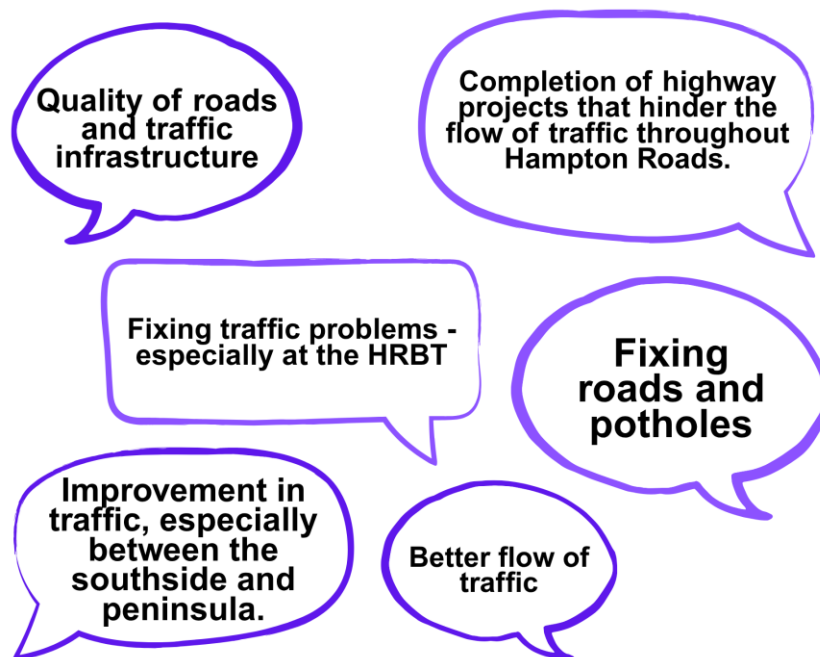 Quality of roads
and traffic
infrastructure
Completion of highway
projects that hinder the
flow of traffic throughout
Hampton Roads.
Fixing traffic problems -
especially at the HRBT
Fixing
roads and
potholes
Improvement in
traffic, especially
between the
southside and
peninsula.
Better flow of
traffic